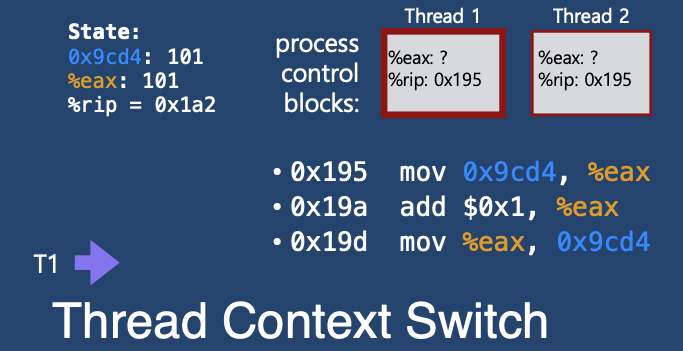 State:
0x9cd4: 101
%eax: 101
%rip = 0x1a2
process
control
blocks:
Thread 1
%eax: ?
%rip: 0x195
Thread 2
%eax: ?
%rip: 0x195
• 0x195 mov 0x9cd4, %eax
• 0x19a add $0x1, %eax
• 0x19d mov %eax, 0x9cd4
T1
Thread Context Switch